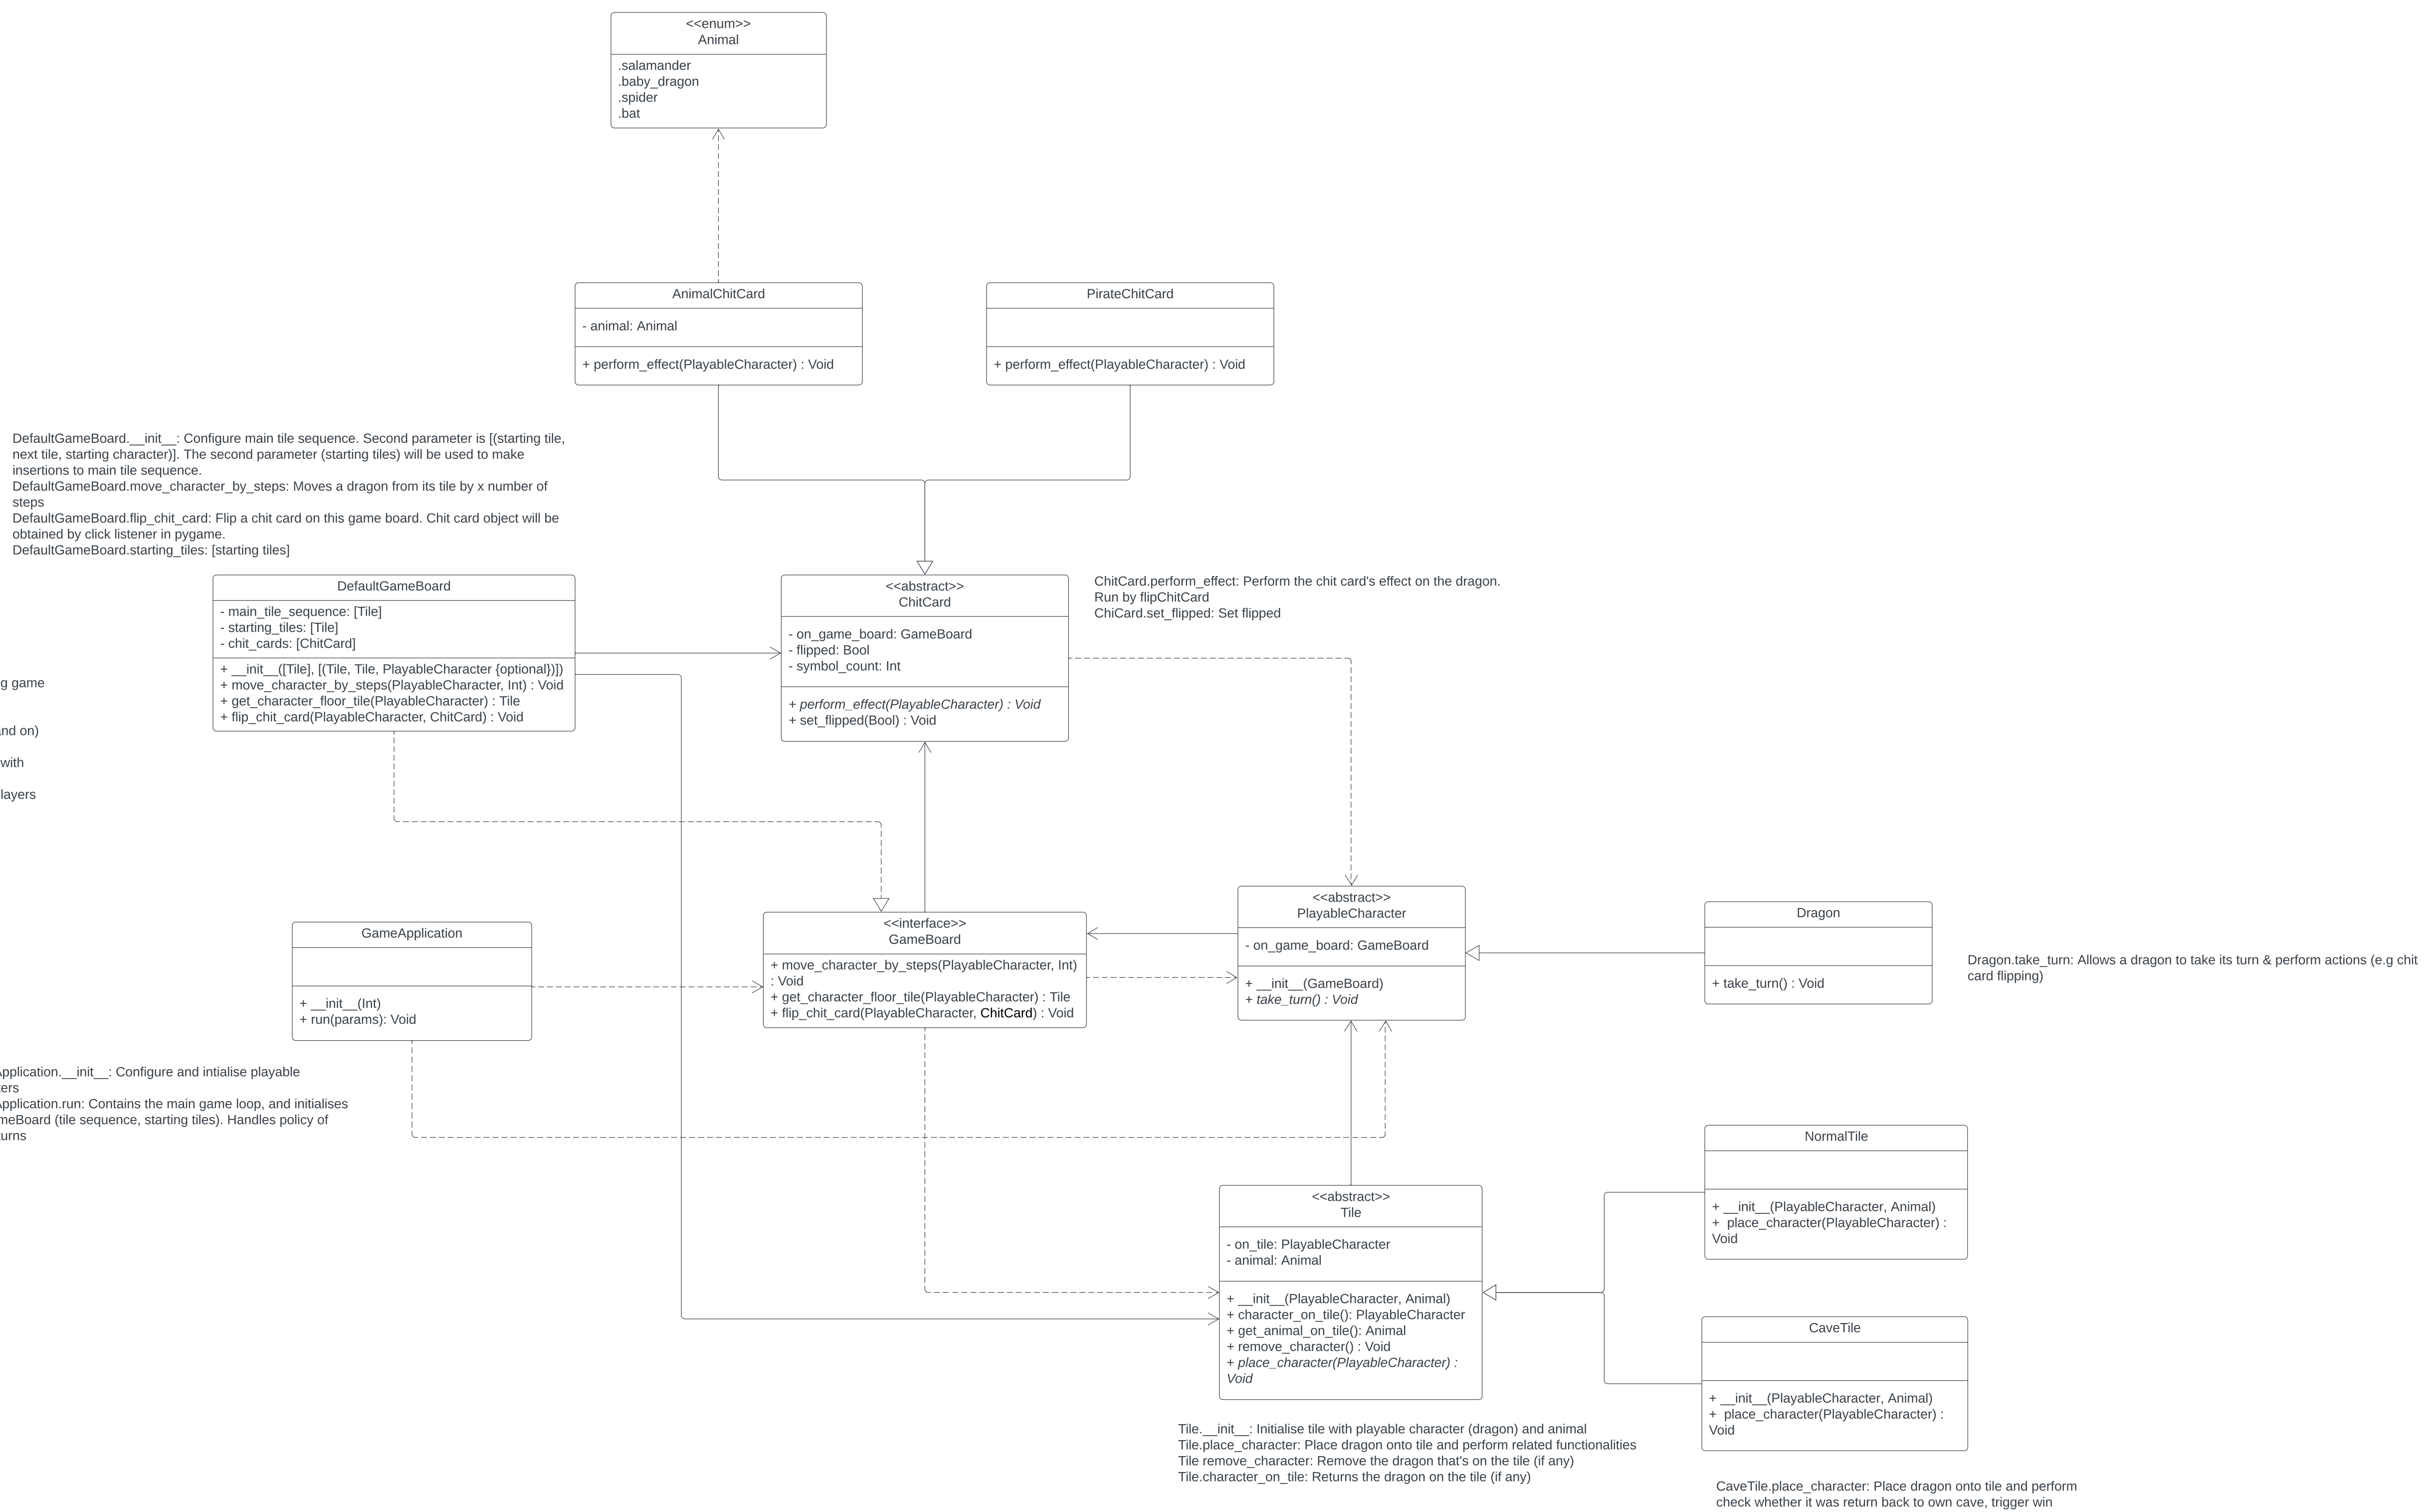 <<enum>>
Animal
.salamander
.baby_dragon
.spider
.bat
AnimalChitCard
- animal: Animal
+ perform_effect(PlayableCharacter) : Void
PirateChitCard
+ perform_effect(PlayableCharacter) : Void
DefaultGameBoard.__init__: Configure main tile sequence. Second parameter is [(starting tile,
next tile, starting character)]. The second parameter (starting tiles) will be used to make
insertions to main tile sequence.
DefaultGameBoard.move_character_by_steps: Moves a dragon from its tile by x number of
steps
DefaultGameBoard.flip_chit_card: Flip a chit card on this game board. Chit card object will be
obtained by click listener in pygame.
DefaultGameBoard.starting_tiles: [starting tiles]
DefaultGameBoard
- main_tile_sequence: [Tile]
- starting_tiles: [Tile]
- chit_cards: [ChitCard]
+ __init__([Tile], [(Tile, Tile, PlayableCharacter {optional})])
+ move_character_by_steps(PlayableCharacter, Int) : Void
+ get_character_floor_tile(PlayableCharacter) : Tile
+ flip_chit_card(PlayableCharacter, ChitCard) : Void
<<abstract>>
ChitCard
- on_game_board: GameBoard
- flipped: Bool
- symbol_count: Int
+ perform_effect(PlayableCharacter) : Void
+ set_flipped(Bool) : Void
ChitCard.perform_effect: Perform the chit card's effect on the dragon.
Run by flipChitCard
ChiCard.set_flipped: Set flipped
g game
and on)
with
layers
GameApplication
+ __init__(Int)
+ run(params): Void
<<interface>>
GameBoard
+ move_character_by_steps(PlayableCharacter, Int)
: Void
+ get_character_floor_tile(PlayableCharacter) : Tile
+ flip_chit_card(PlayableCharacter, ChitCard) : Void
<<abstract>>
PlayableCharacter
- on_game_board: GameBoard
+ __init__(GameBoard)
+ take_turn() : Void
Dragon
+ take_turn() : Void
Dragon.take_turn: Allows a dragon to take its turn & perform actions (e.g chit
card flipping)
Application.__init__: Configure and intialise playable
ters
Application.run: Contains the main game loop, and initialises
meBoard (tile sequence, starting tiles). Handles policy of
turns
<<abstract>>
Tile
- on_tile: PlayableCharacter
- animal: Animal
+ __init__(PlayableCharacter, Animal)
+ character_on_tile(): PlayableCharacter
+ get_animal_on_tile(): Animal
+ remove_character() : Void
+ place_character(PlayableCharacter) :
Void
Tile.__init__: Initialise tile with playable character (dragon) and animal
Tile.place_character: Place dragon onto tile and perform related functionalities
Tile remove_character: Remove the dragon that's on the tile (if any)
Tile.character_on_tile: Returns the dragon on the tile (if any)
NormalTile
+ __init__(PlayableCharacter, Animal)
+  place_character(PlayableCharacter) :
Void
CaveTile
+ __init__(PlayableCharacter, Animal)
+  place_character(PlayableCharacter) :
Void
CaveTile.place_character: Place dragon onto tile and perform
check whether it was return back to own cave, trigger win